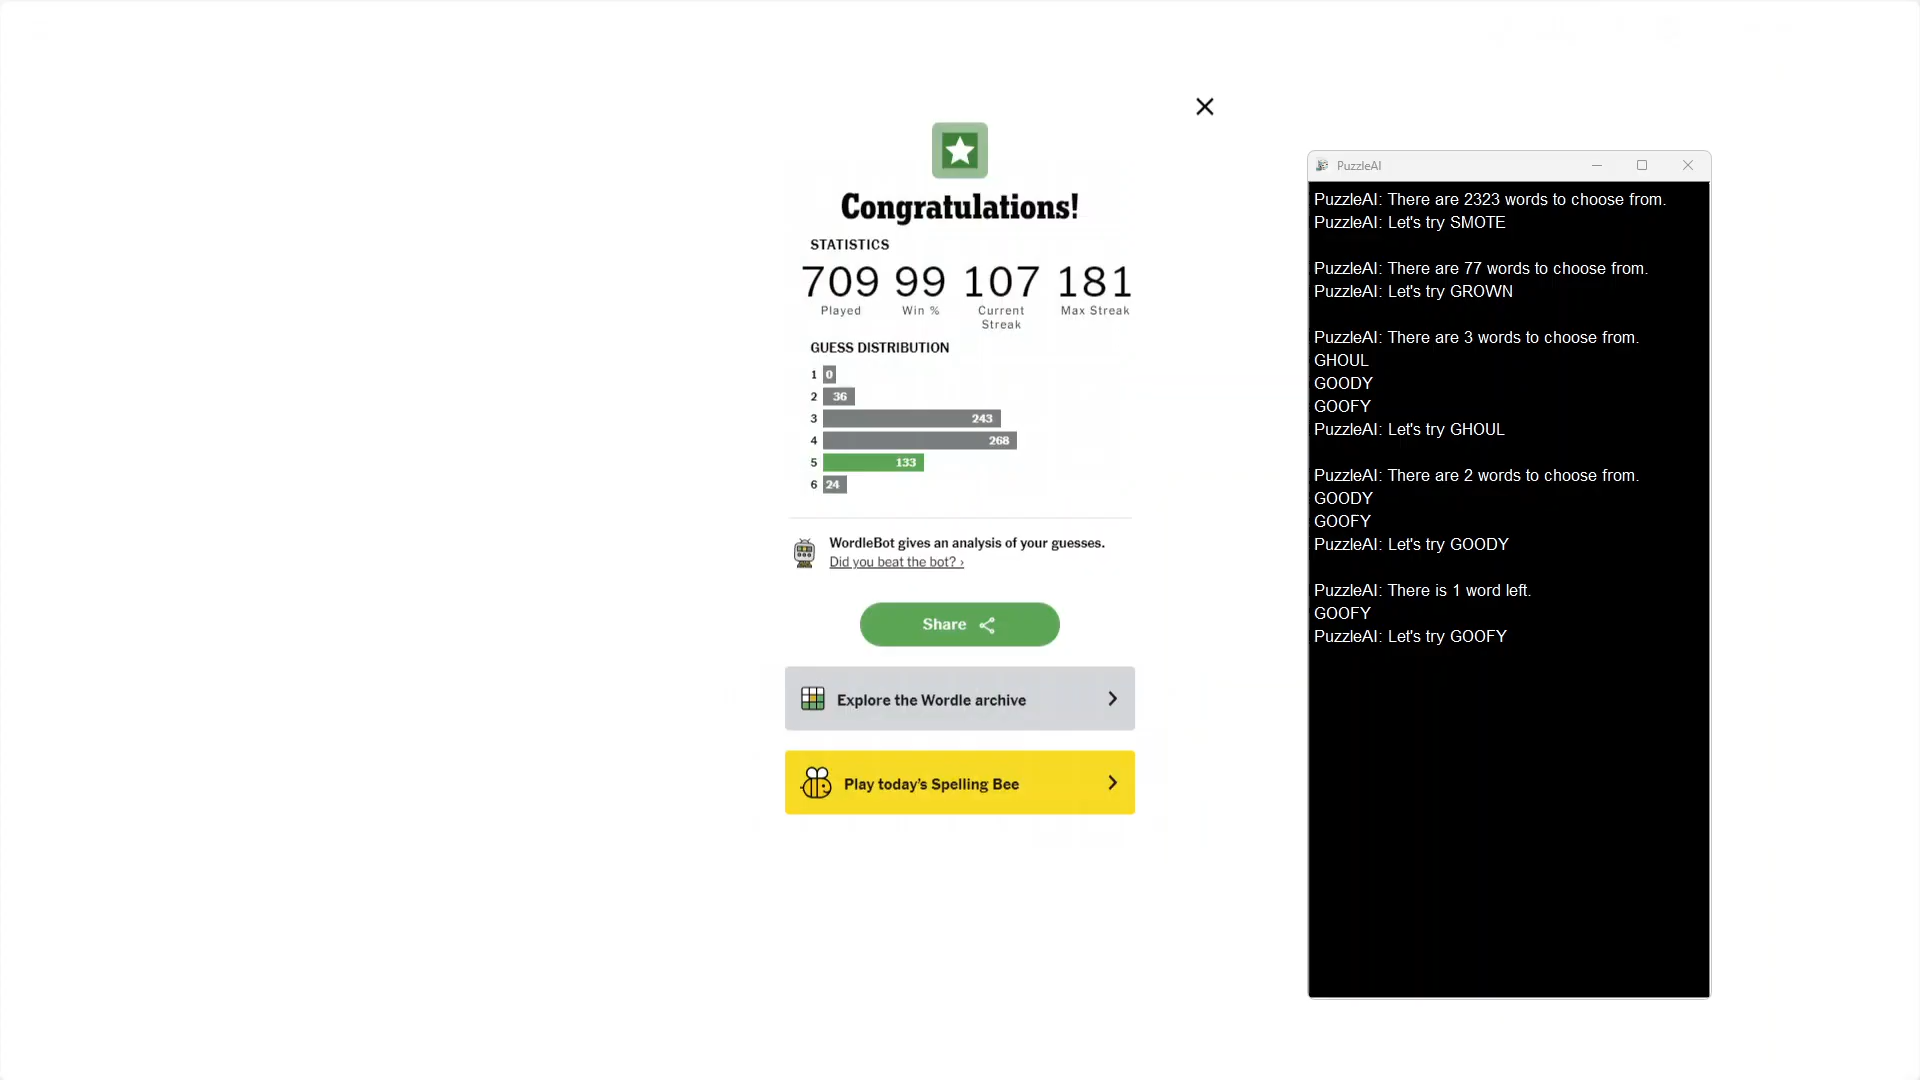 Congratulations!
STATISTICS
709 99 107 181
Played Win % Current Streak Max Streak
GUESS DISTRIBUTION
1 0
2 36
3 243
4 268
5 133
6 24
WordleBot gives an analysis of your guesses.
Did you beat the bot? ›
Share
Explore the Wordle archive
Play today's Spelling Bee
PuzzleAI
PuzzleAI: There are 2323 words to choose from.
PuzzleAI: Let's try SMOTE
PuzzleAI: There are 77 words to choose from.
PuzzleAI: Let's try GROWN
PuzzleAI: There are 3 words to choose from.
GHOUL
GOODY
GOOFY
PuzzleAI: Let's try GHOUL
PuzzleAI: There are 2 words to choose from.
GOODY
GOOFY
PuzzleAI: Let's try GOODY
PuzzleAI: There is 1 word left.
GOOFY
PuzzleAI: Let's try GOOFY